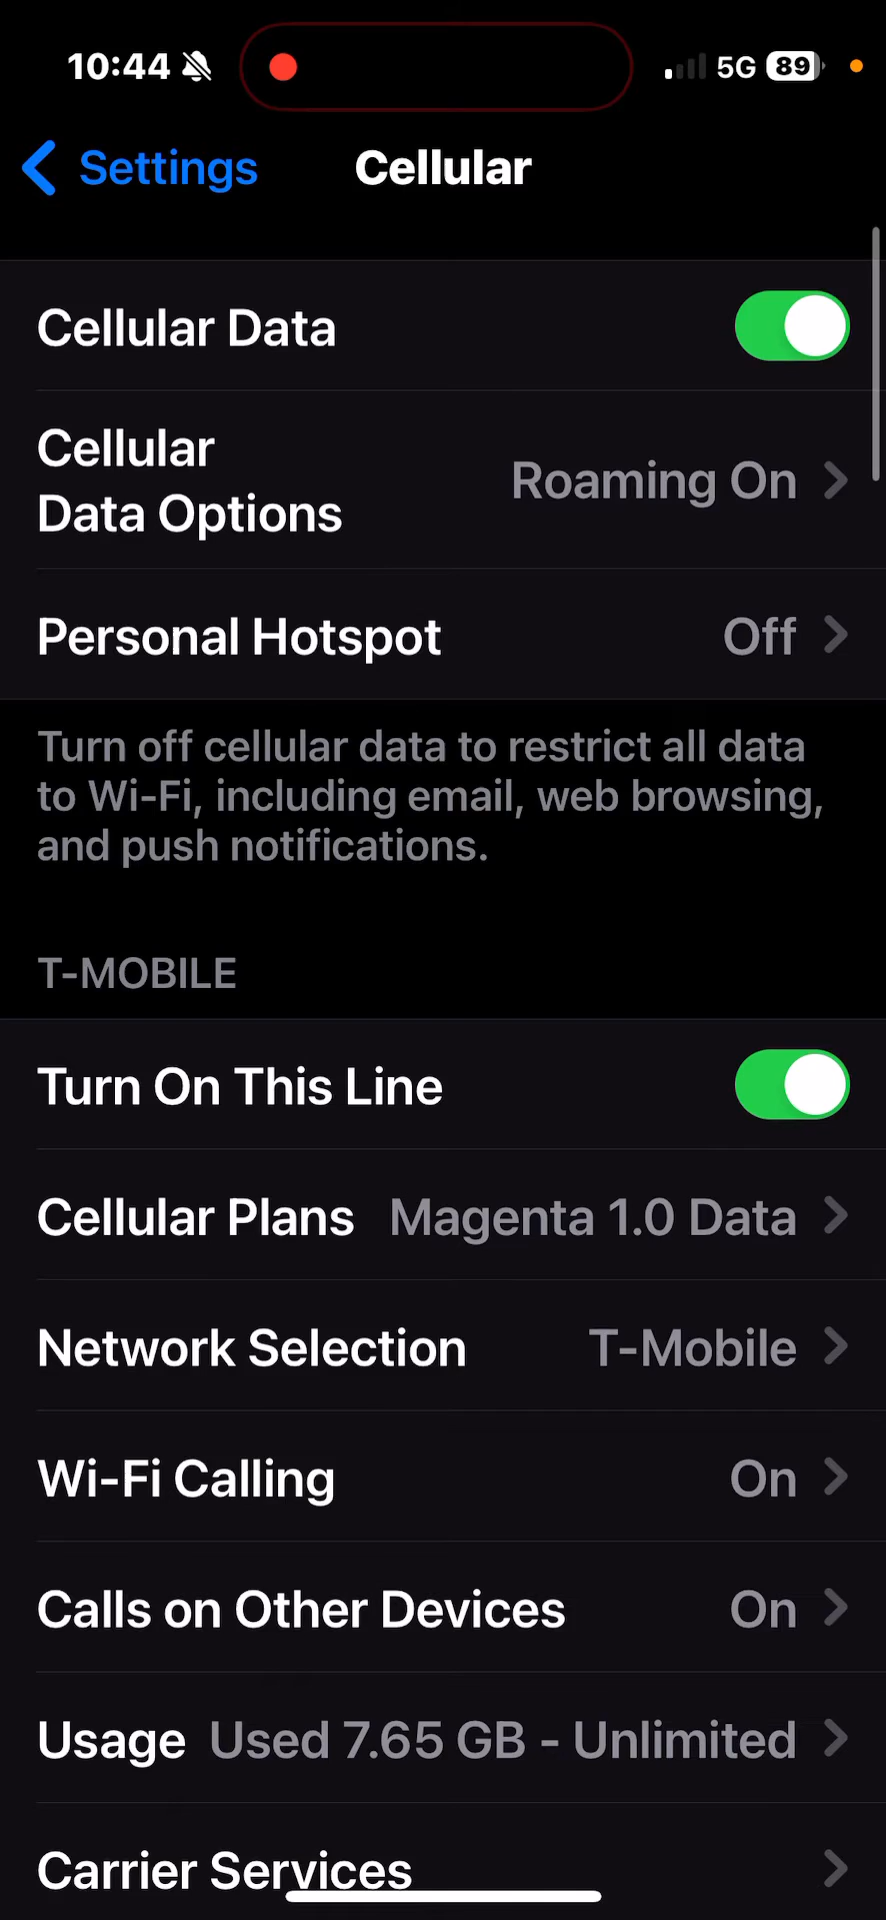 10:44 5G 89
Settings Cellular
Cellular Data
Cellular
Data Options Roaming On
Personal Hotspot Off
Turn off cellular data to restrict all data
to Wi-Fi, including email, web browsing,
and push notifications.
T-MOBILE
Turn On This Line
Cellular Plans Magenta 1.0 Data
Network Selection T-Mobile
Wi-Fi Calling On
Calls on Other Devices On
Usage Used 7.65 GB - Unlimited
Carrier Services